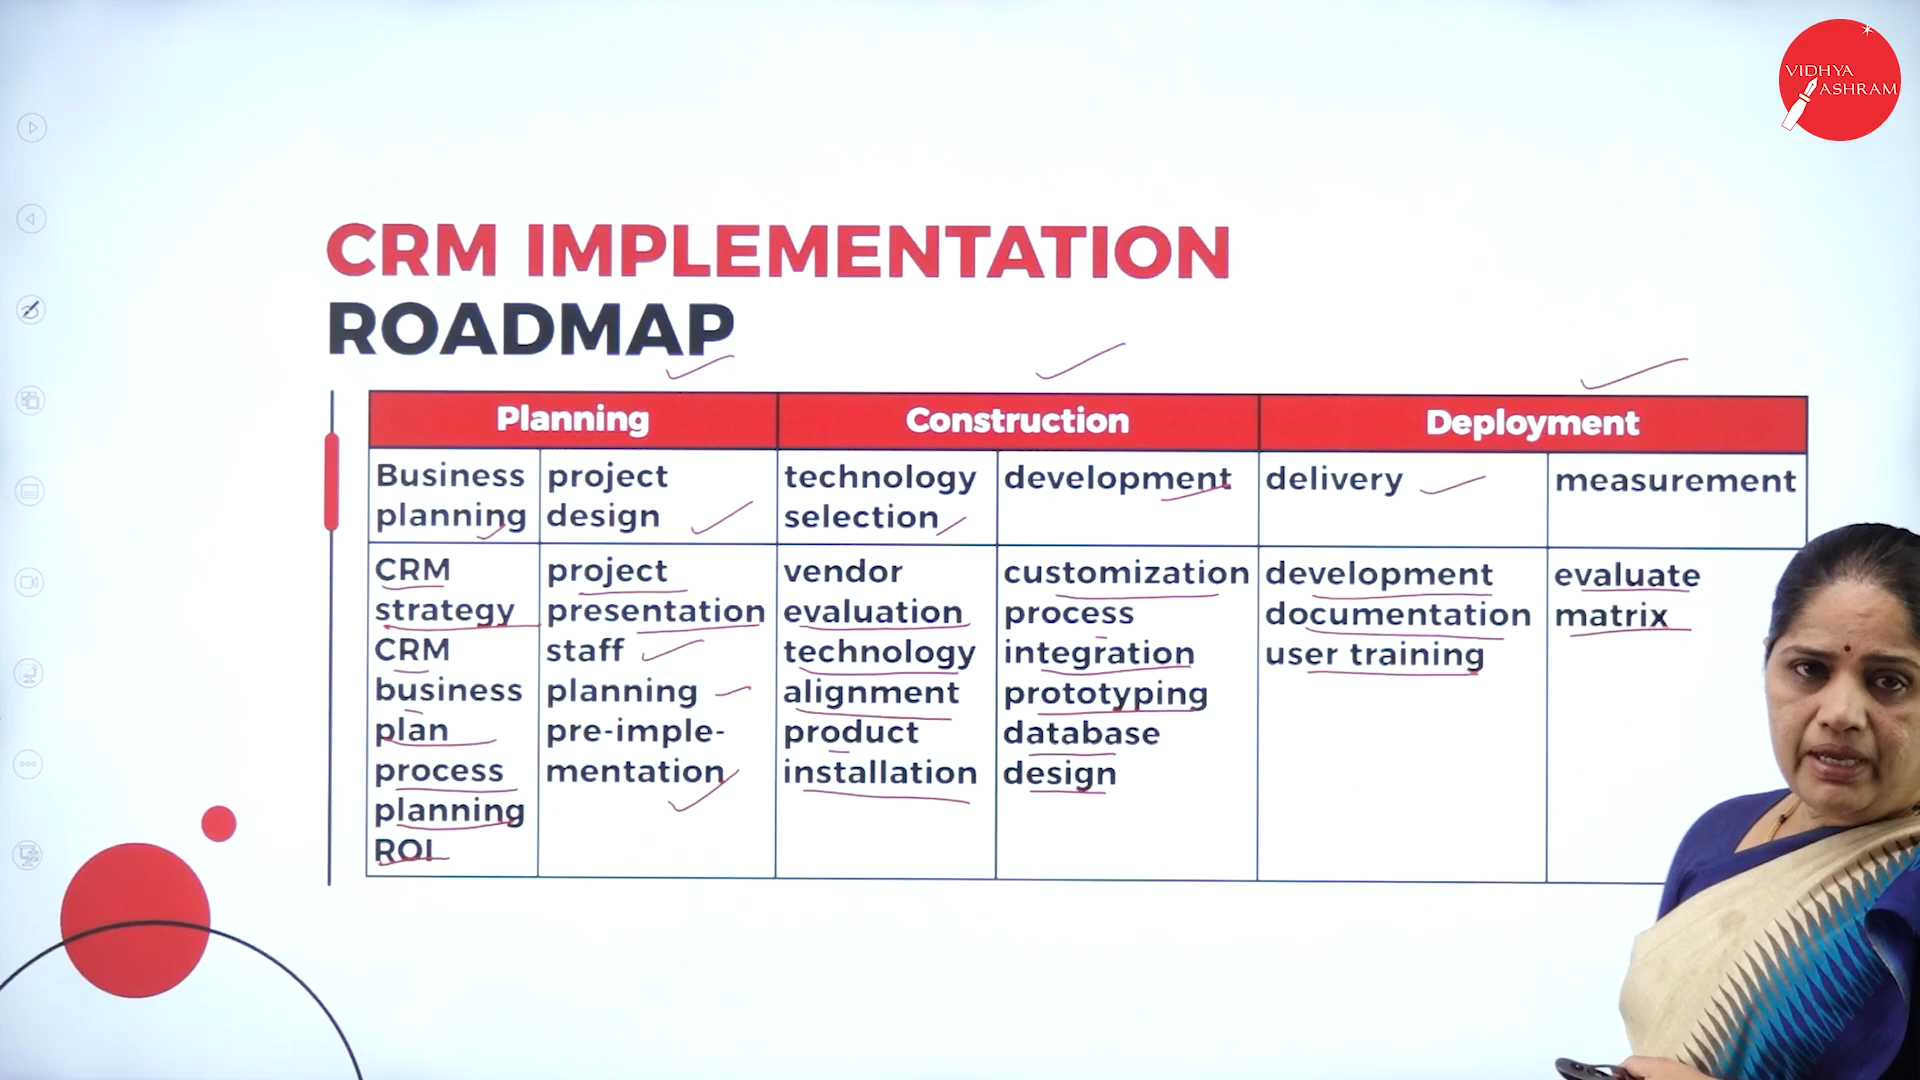 VIDHYA
ASHRAM
CRM IMPLEMENTATION
ROADMAP
Planning
Construction
Deployment
Business
planning
project
design
technology
selection
development
delivery
measurement
CRM
strategy
CRM
business
plan
process
planning
ROI
project
presentation
staff
planning
pre-imple-
mentation
vendor
evaluation
technology
alignment
product
installation
customization
process
integration
prototyping
database
design
development
documentation
user training
evaluate
matrix